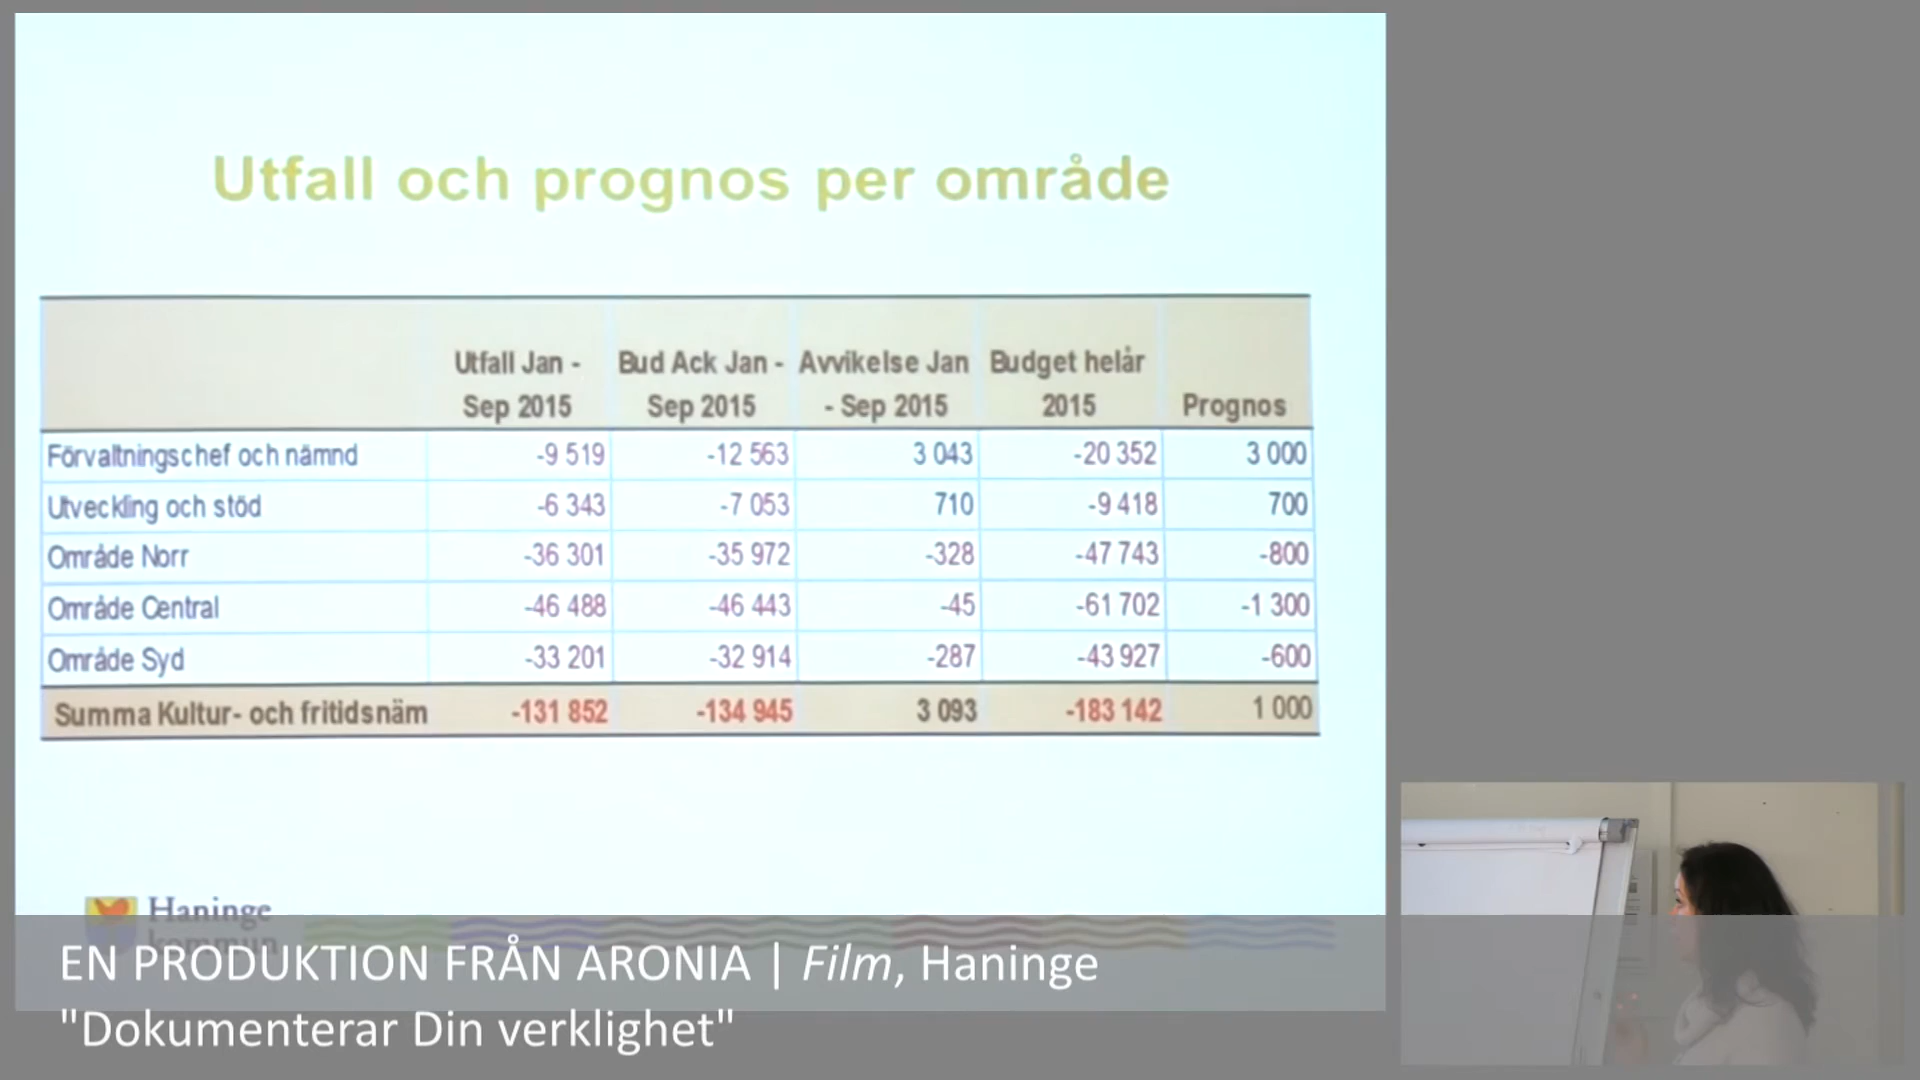 Utfall och prognos per område
Utfall Jan - Bud Ack Jan - Avvikelse Jan Budget helår
Sep 2015 Sep 2015 - Sep 2015 2015 Prognos
Förvaltningschef och nämnd -9 519 -12 563 3 043 -20 352 3 000
Utveckling och stöd -6 343 -7 053 710 -9 418 700
Område Norr -36 301 -35 972 -328 -47 743 -800
Område Central -46 488 -46 443 -45 -61 702 -1 300
Område Syd -33 201 -32 914 -287 -43 927 -600
Summa Kultur- och fritidsnäm -131 852 -134 945 3 093 -183 142 1 000
Haninge
kommun
EN PRODUKTION FRÅN ARONIA | Film, Haninge
"Dokumenterar Din verklighet"